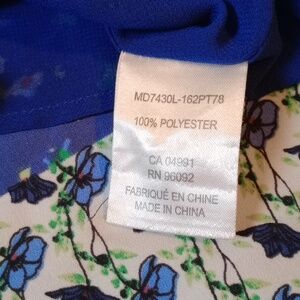 MD7430L-162PT78
100% POLYESTER
CA 04991
RN 96092
FABRIQUÉ EN CHINE
MADE IN CHINA